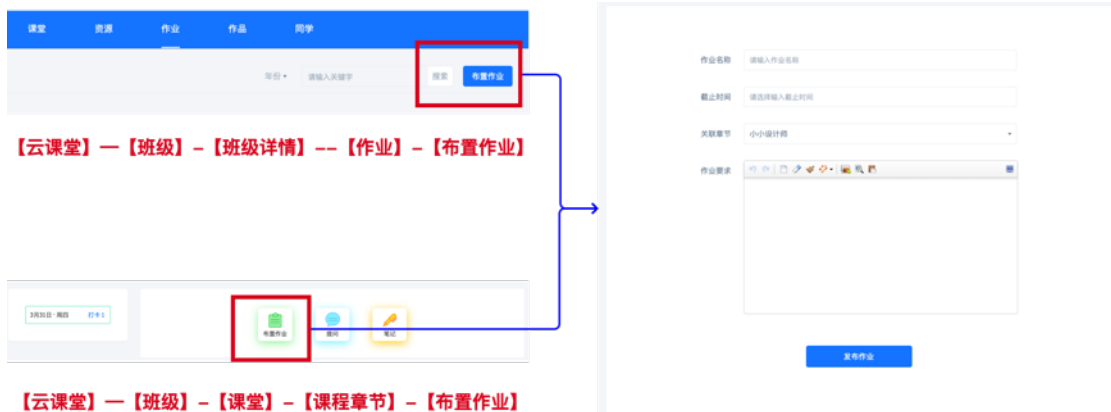 课堂 资源 作业 作品 同学
年份 请输入关键字 搜索 布置作业
【云课堂】—【班级】–【班级详情】––【作业】–【布置作业】
3月31日·周四 打卡1
布置作业 提问 笔记
【云课堂】—【班级】–【课堂】–【课程章节】–【布置作业】
作业名称 请输入作业名称
截止时间 请选择输入截止时间
关联章节 小小设计师
作业要求
发布作业